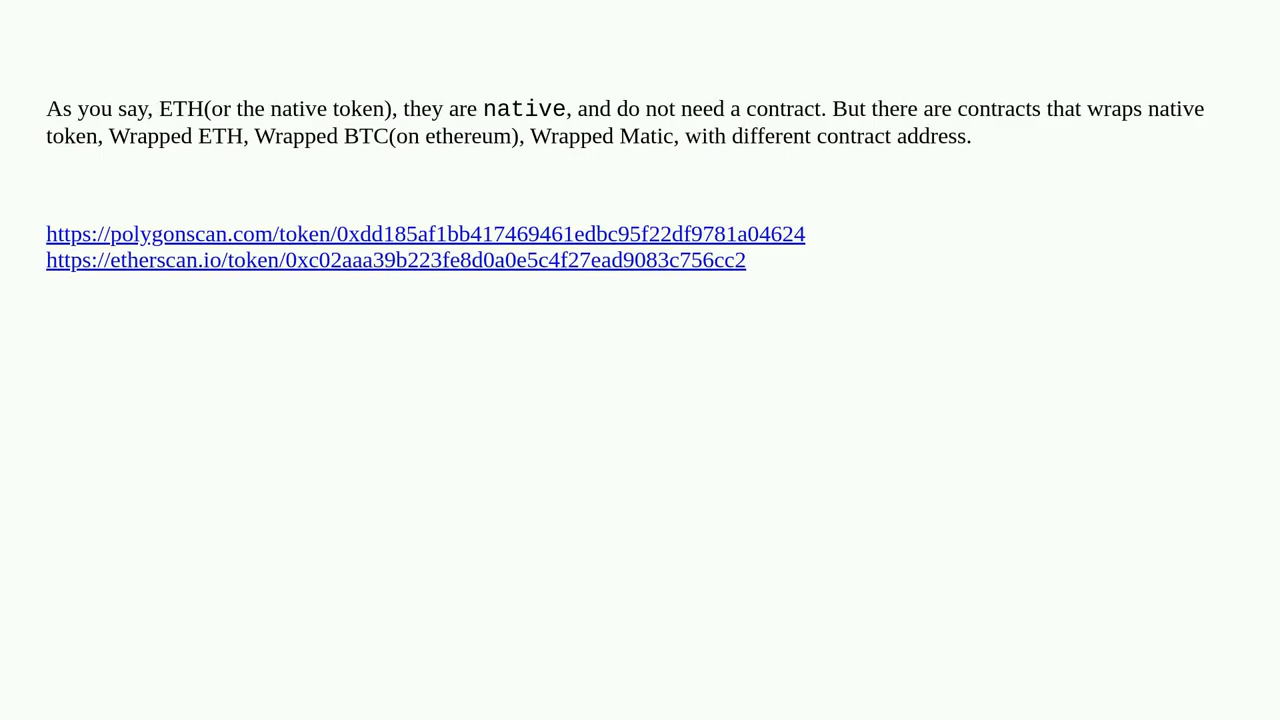 As you say, ETH(or the native token), they are native, and do not need a contract. But there are contracts that wraps native
token, Wrapped ETH, Wrapped BTC(on ethereum), Wrapped Matic, with different contract address.
https://polygonscan.com/token/0xdd185af1bb417469461edbc95f22df9781a04624
https://etherscan.io/token/0xc02aaa39b223fe8d0a0e5c4f27ead9083c756cc2